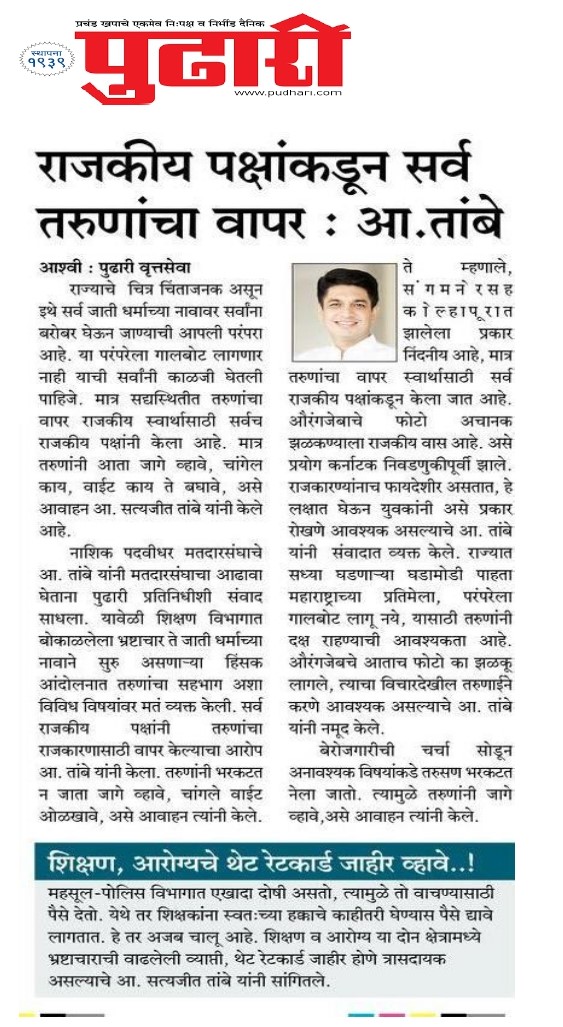 प्रचंड खपाचे एकमेव निःपक्ष व निर्भीड दैनिक
स्थापना
१९३९
पुढारी
www.pudhari.com
राजकीय पक्षांकडून सर्व
तरुणांचा वापर : आ.तांबे
आश्वी : पुढारी वृत्तसेवा
राज्याचे चित्र चिंताजनक असून
इथे सर्व जाती धर्माच्या नावावर सर्वांना
बरोबर घेऊन जाण्याची आपली परंपरा
आहे. या परंपरेला गालबोट लागणार
नाही याची सर्वांनी काळजी घेतली
पाहिजे. मात्र सद्यस्थितीत तरुणांचा
वापर राजकीय स्वार्थासाठी सर्वच
राजकीय पक्षांनी केला आहे. मात्र
तरुणांनी आता जागे व्हावे, चांगेल
काय, वाईट काय ते बघावे, असे
आवाहन आ. सत्यजीत तांबे यांनी केले
आहे.
नाशिक पदवीधर मतदारसंघाचे
आ. तांबे यांनी मतदारसंघाचा आढावा
घेताना पुढारी प्रतिनिधीशी संवाद
साधला. यावेळी शिक्षण विभागात
बोकाळलेला भ्रष्टाचार ते जाती धर्माच्या
नावाने सुरु असणाऱ्या हिंसक
आंदोलनात तरुणांचा सहभाग अशा
विविध विषयांवर मतं व्यक्त केली. सर्व
राजकीय पक्षांनी तरुणांचा
राजकारणासाठी वापर केल्याचा आरोप
आ. तांबे यांनी केला. तरुणांनी भरकटत
न जाता जागे व्हावे, चांगले वाईट
ओळखावे, असे आवाहन त्यांनी केले.
ते म्हणाले,
संगमनेरसह
कोल्हापूरात
झालेला प्रकार
निंदनीय आहे, मात्र
तरुणांचा वापर स्वार्थासाठी सर्व
राजकीय पक्षांकडून केला जात आहे.
औरंगजेबाचे फोटो अचानक
झळकण्याला राजकीय वास आहे. असे
प्रयोग कर्नाटक निवडणुकीपूर्वी झाले.
राजकारण्यांनाच फायदेशीर असतात, हे
लक्षात घेऊन युवकांनी असे प्रकार
रोखणे आवश्यक असल्याचे आ. तांबे
यांनी संवादात व्यक्त केले. राज्यात
सध्या घडणाऱ्या घडामोडी पाहता
महाराष्ट्राच्या प्रतिमेला, परंपरेला
गालबोट लागू नये, यासाठी तरुणांनी
दक्ष राहण्याची आवश्यकता आहे.
औरंगजेबचे आताच फोटो का झळकू
लागले, त्याचा विचारदेखील तरुणाईने
करणे आवश्यक असल्याचे आ. तांबे
यांनी नमूद केले.
बेरोजगारीची चर्चा सोडून
अनावश्यक विषयांकडे तरुसण भरकटत
नेला जातो. त्यामुळे तरुणांनी जागे
व्हावे,असे आवाहन त्यांनी केले.
शिक्षण, आरोग्यचे थेट रेटकार्ड जाहीर व्हावे..!
महसूल-पोलिस विभागात एखादा दोषी असतो, त्यामुळे तो वाचण्यासाठी
पैसे देतो. येथे तर शिक्षकांना स्वतःच्या हक्काचे काहीतरी घेण्यास पैसे द्यावे
लागतात. हे तर अजब चालू आहे. शिक्षण व आरोग्य या दोन क्षेत्रामध्ये
भ्रष्टाचाराची वाढलेली व्याप्ती, थेट रेटकार्ड जाहीर होणे त्रासदायक
असल्याचे आ. सत्यजीत तांबे यांनी सांगितले.